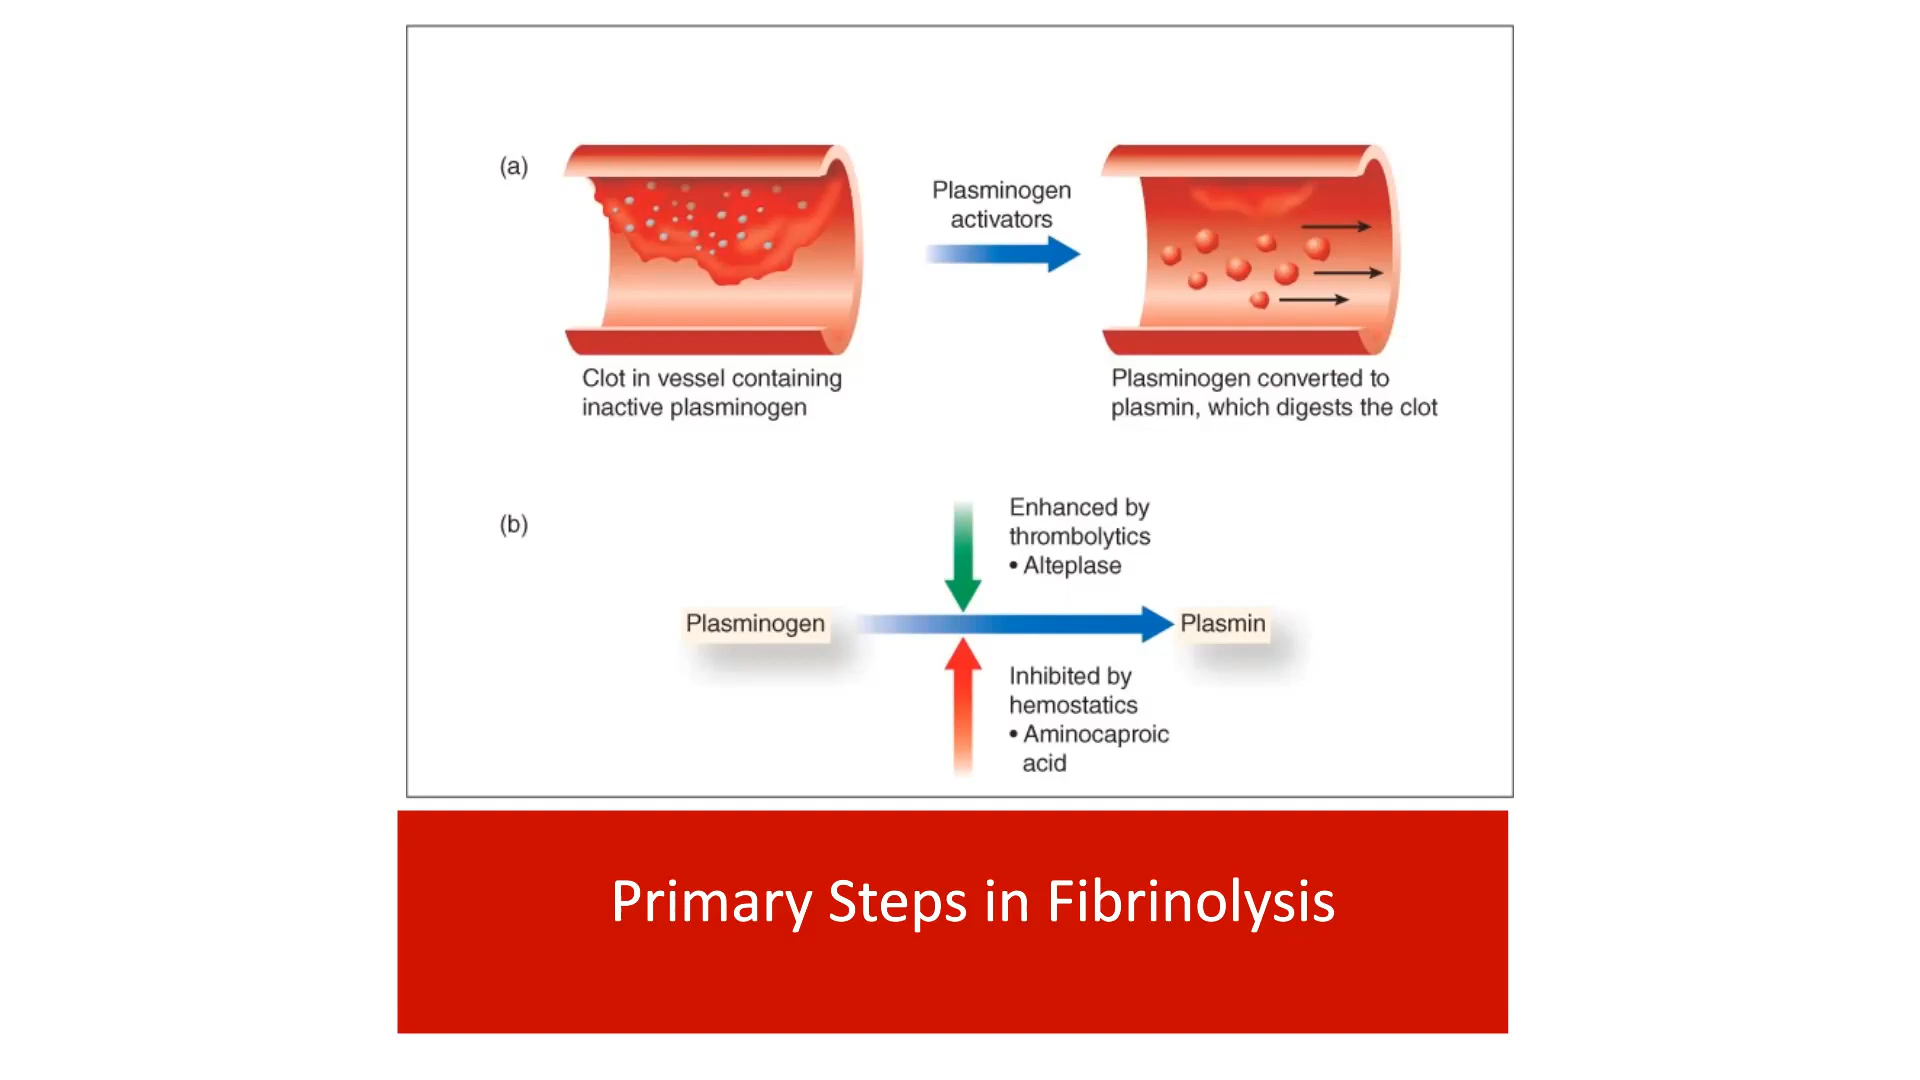 (a)
Plasminogen
activators
Clot in vessel containing
inactive plasminogen
Plasminogen converted to
plasmin, which digests the clot
(b)
Enhanced by
thrombolytics
• Alteplase
Plasminogen
Plasmin
Inhibited by
hemostatics
• Aminocaproic
acid
Primary Steps in Fibrinolysis